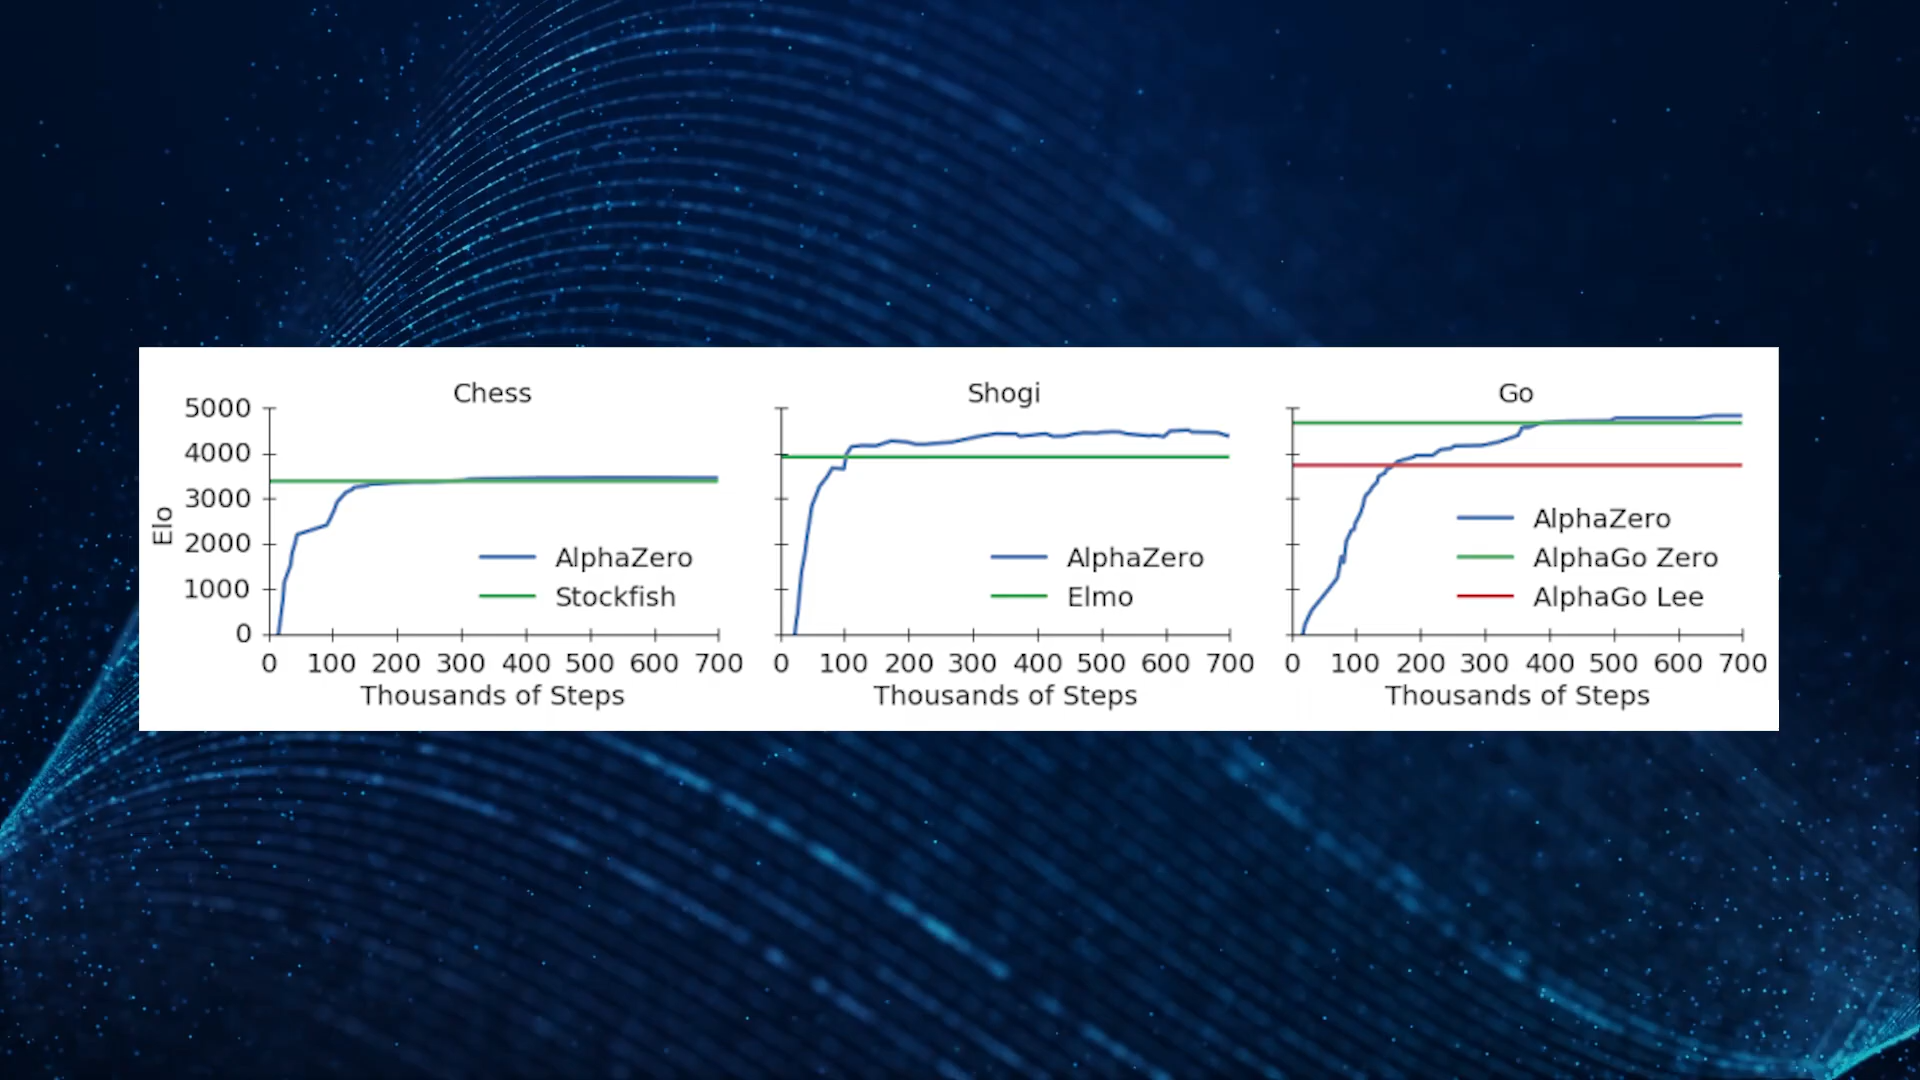 Chess
5000
4000
3000
2000
1000
0
Elo
AlphaZero
Stockfish
0 100 200 300 400 500 600 700
Thousands of Steps
Shogi
AlphaZero
Elmo
0 100 200 300 400 500 600 700
Thousands of Steps
Go
AlphaZero
AlphaGo Zero
AlphaGo Lee
0 100 200 300 400 500 600 700
Thousands of Steps